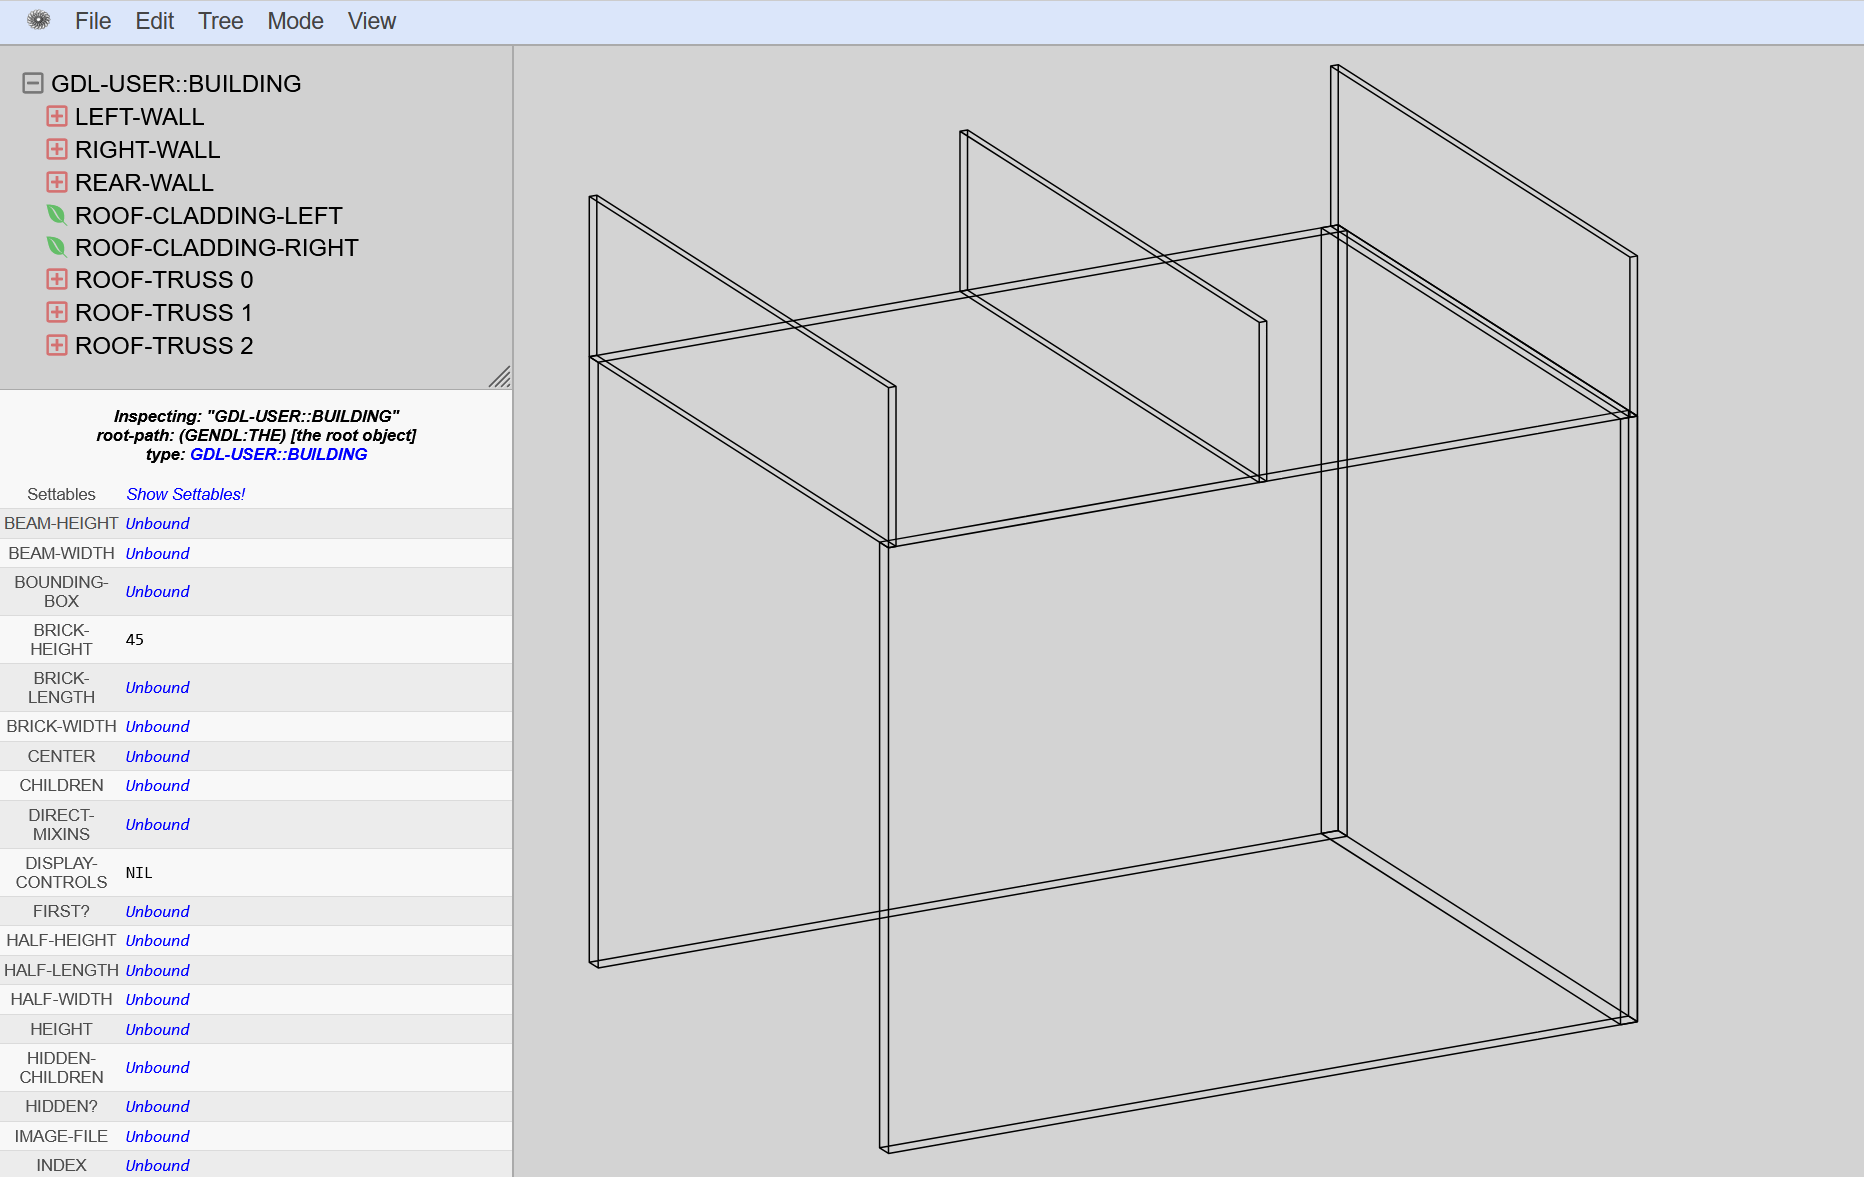 File Edit Tree Mode View
GDL-USER::BUILDING
LEFT-WALL
RIGHT-WALL
REAR-WALL
ROOF-CLADDING-LEFT
ROOF-CLADDING-RIGHT
ROOF-TRUSS 0
ROOF-TRUSS 1
ROOF-TRUSS 2
Inspecting: "GDL-USER::BUILDING"
root-path: (GENDL:THE) [the root object]
type: GDL-USER::BUILDING
Settables Show Settables!
BEAM-HEIGHT Unbound
BEAM-WIDTH Unbound
BOUNDING-
BOX Unbound
BRICK-
HEIGHT 45
BRICK-
LENGTH Unbound
BRICK-WIDTH Unbound
CENTER Unbound
CHILDREN Unbound
DIRECT-
MIXINS Unbound
DISPLAY-
CONTROLS NIL
FIRST? Unbound
HALF-HEIGHT Unbound
HALF-LENGTH Unbound
HALF-WIDTH Unbound
HEIGHT Unbound
HIDDEN-
CHILDREN Unbound
HIDDEN? Unbound
IMAGE-FILE Unbound
INDEX Unbound